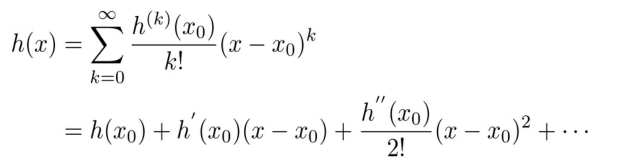 h(x) = \sum_{k=0}^{\infty} \frac{h^{(k)}(x_0)}{k!}(x - x_0)^k
= h(x_0) + h^{'}(x_0)(x - x_0) + \frac{h^{''}(x_0)}{2!}(x - x_0)^2 + \cdots